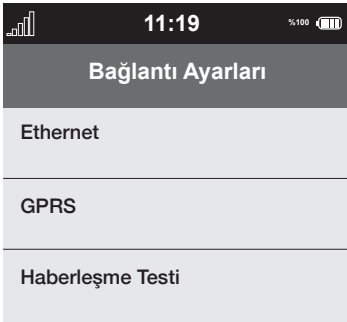 11:19
%100
Bağlantı Ayarları
Ethernet
GPRS
Haberleşme Testi